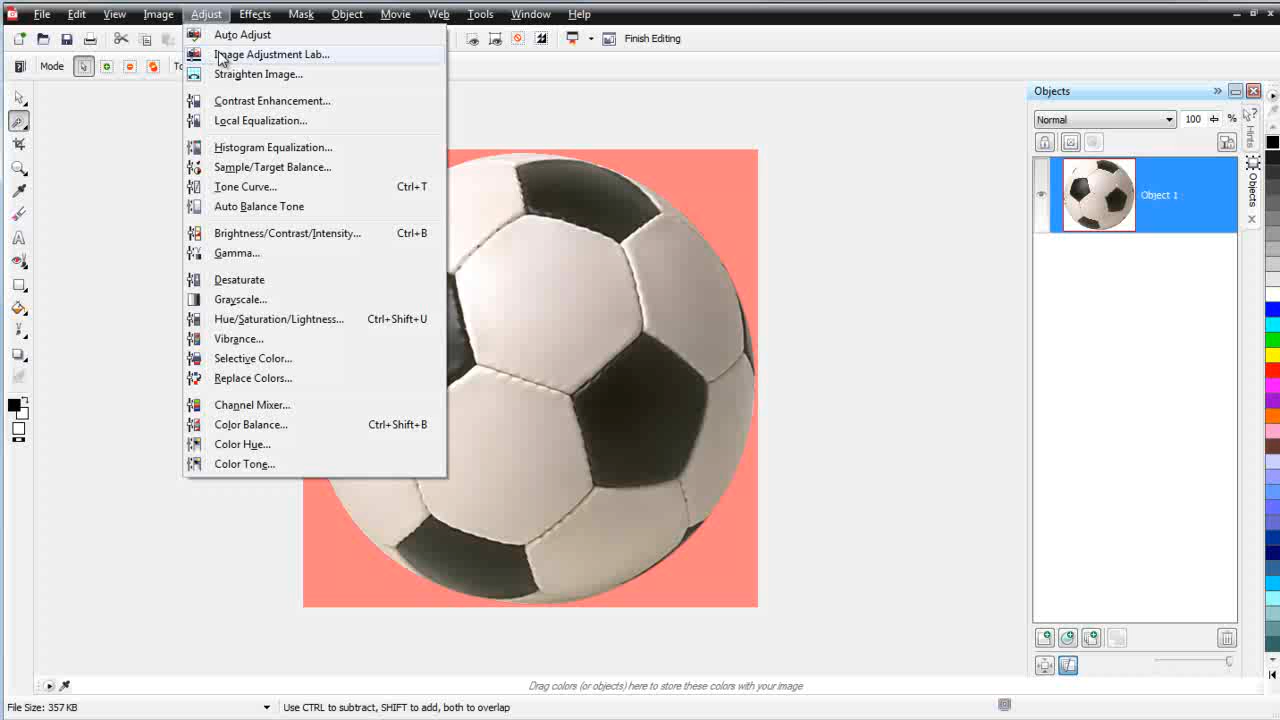 File Edit View Image Adjust Effects Mask Object Movie Web Tools Window Help
Auto Adjust
Image Adjustment Lab...
Straighten Image...
Contrast Enhancement...
Local Equalization...
Histogram Equalization...
Sample/Target Balance...
Tone Curve... Ctrl+T
Auto Balance Tone
Brightness/Contrast/Intensity... Ctrl+B
Gamma...
Desaturate
Grayscale...
Hue/Saturation/Lightness... Ctrl+Shift+U
Vibrance...
Selective Color...
Replace Colors...
Channel Mixer...
Color Balance... Ctrl+Shift+B
Color Hue...
Color Tone...
Finish Editing
Mode
Objects
Normal 100 %
Object 1
Hints
Objects
Drag colors (or objects) here to store these colors with your image
File Size: 357 KB
Use CTRL to subtract, SHIFT to add, both to overlap